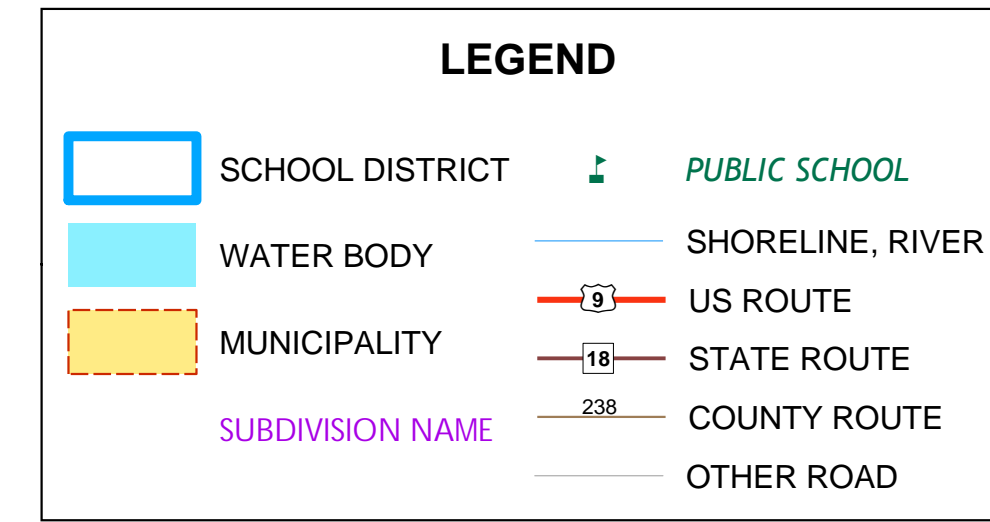 LEGEND
SCHOOL DISTRICT
WATER BODY
MUNICIPALITY
SUBDIVISION NAME
PUBLIC SCHOOL
SHORELINE, RIVER
9 US ROUTE
18 STATE ROUTE
238 COUNTY ROUTE
OTHER ROAD